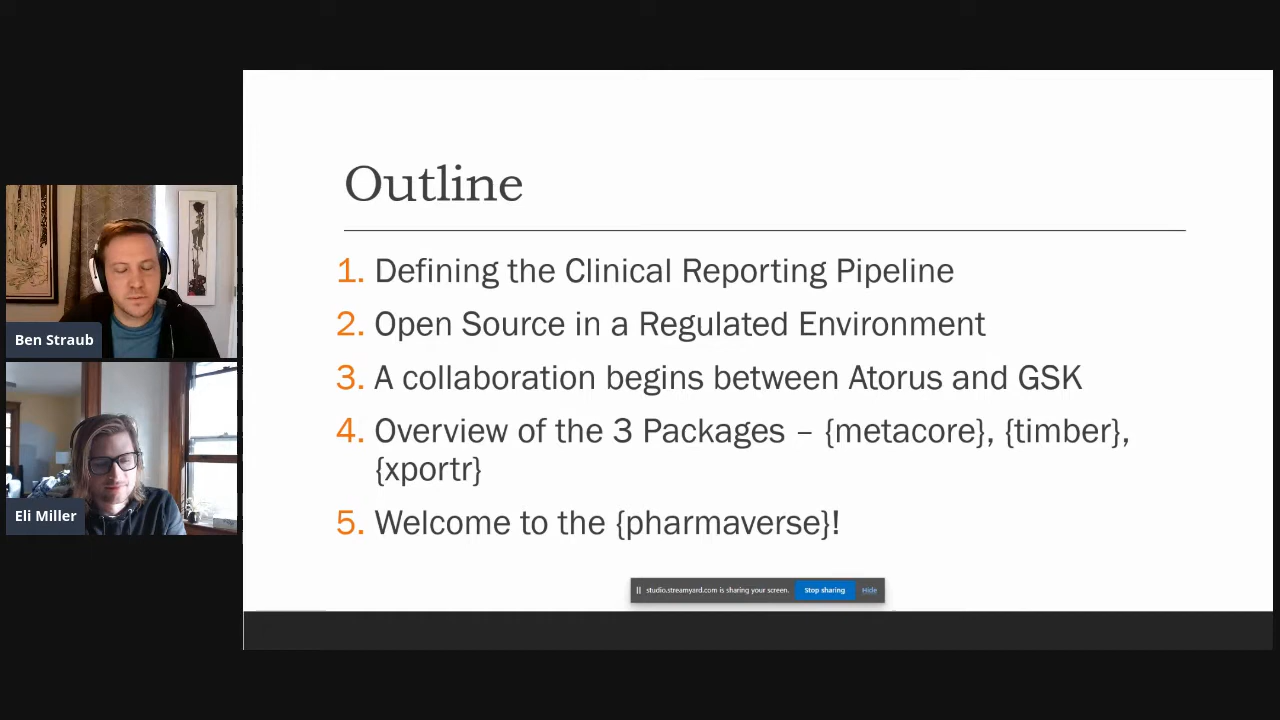 Outline
1. Defining the Clinical Reporting Pipeline
2. Open Source in a Regulated Environment
3. A collaboration begins between Atorus and GSK
4. Overview of the 3 Packages – {metacore}, {timber},
{xportr}
5. Welcome to the {pharmaverse}!
studio.streamyard.com is sharing your screen. Stop sharing Hide
Ben Straub
Eli Miller